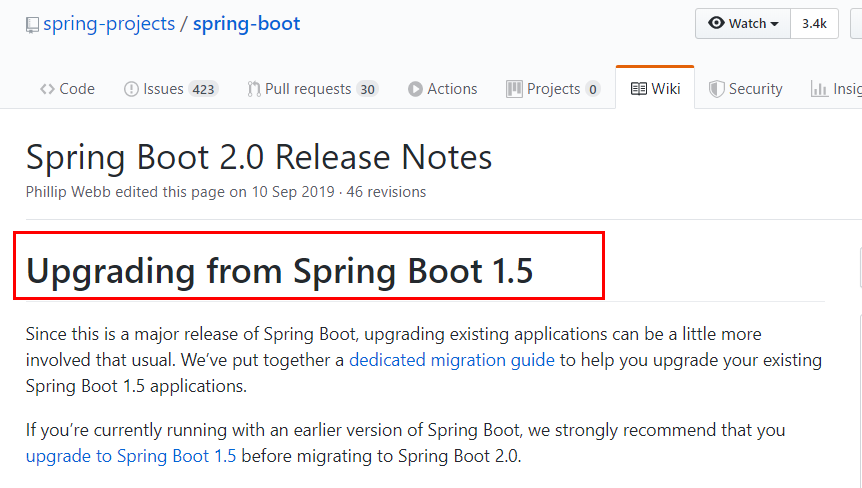 spring-projects / spring-boot
Watch 3.4k
Code Issues 423 Pull requests 30 Actions Projects 0 Wiki Security
Spring Boot 2.0 Release Notes
Phillip Webb edited this page on 10 Sep 2019 · 46 revisions
Upgrading from Spring Boot 1.5
Since this is a major release of Spring Boot, upgrading existing applications can be a little more
involved that usual. We’ve put together a dedicated migration guide to help you upgrade your existing
Spring Boot 1.5 applications.
If you’re currently running with an earlier version of Spring Boot, we strongly recommend that you
upgrade to Spring Boot 1.5 before migrating to Spring Boot 2.0.